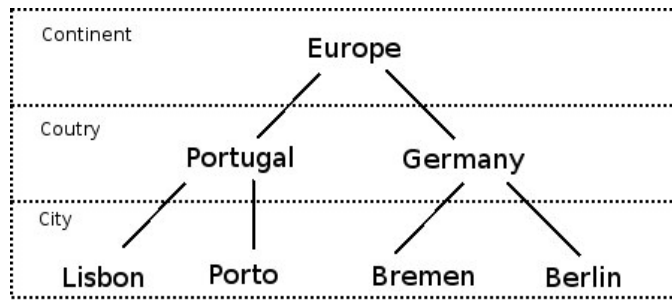 Continent
Europe
Coutry
Portugal Germany
City
Lisbon Porto Bremen Berlin